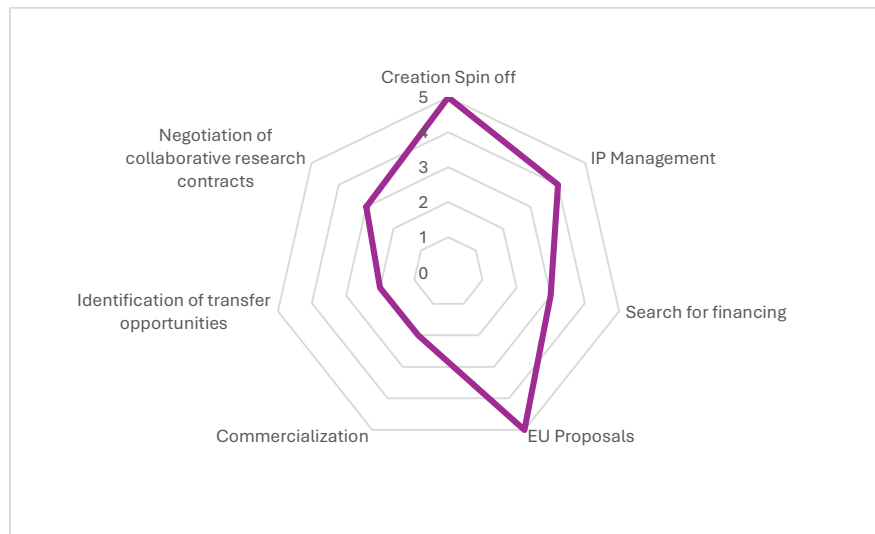 Creation Spin off
5
4
3
2
1
0
IP Management
Search for financing
EU Proposals
Commercialization
Identification of transfer
opportunities
Negotiation of
collaborative research
contracts